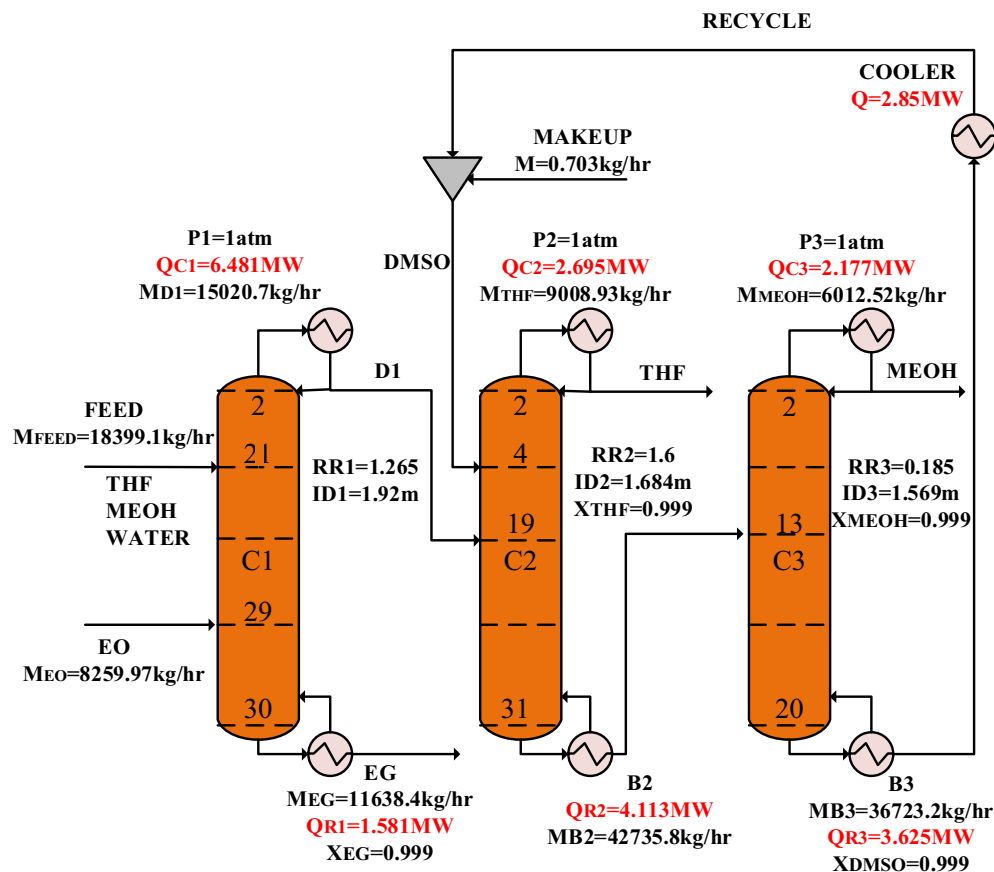 RECYCLE
COOLER
Q=2.85MW
MAKEUP
M=0.703kg/hr
P1=1atm
QC1=6.481MW
MD1=15020.7kg/hr
DMSO
P2=1atm
QC2=2.695MW
MTHF=9008.93kg/hr
P3=1atm
QC3=2.177MW
MMEOH=6012.52kg/hr
D1
THF
MEOH
FEED
MFEED=18399.1kg/hr
THF
MEOH
WATER
2
21
C1
29
30
RR1=1.265
ID1=1.92m
EO
MEO=8259.97kg/hr
2
4
19
C2
31
RR2=1.6
ID2=1.684m
XTHF=0.999
2
13
C3
20
RR3=0.185
ID3=1.569m
XMEOH=0.999
EG
MEG=11638.4kg/hr
QR1=1.581MW
XEG=0.999
B2
QR2=4.113MW
MB2=42735.8kg/hr
B3
MB3=36723.2kg/hr
QR3=3.625MW
XDMSO=0.999